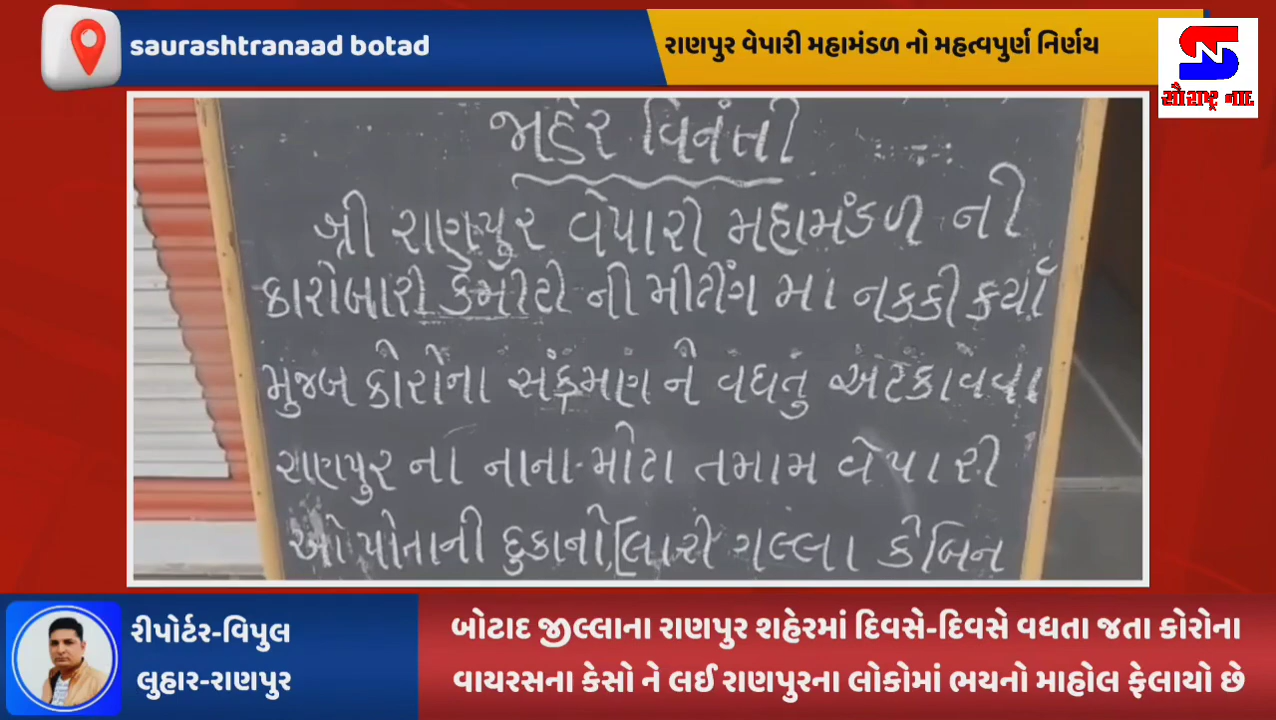 saurashtranaad botad
રાણપુર વેપારી મહામંડળ નો મહત્વપુર્ણ નિર્ણય
સૌરાષ્ટ્ર નાદ
જાહેર વિનંતી
શ્રી રાણપુર વેપારી મહામંડળ ની
કારોબારી કમીટી ની મીટીંગ મા નકકી કર્યા
મુજબ કોરોના સંક્રમણ ને વધતુ અટકાવવા
રાણપુર ના નાના-મોટા તમામ વેપારી
ઓ પોતાની દુકાનો,લારી ગલ્લા કેબિન
રીપોર્ટર-વિપુલ
લુહાર-રાણપુર
બોટાદ જીલ્લાના રાણપુર શહેરમાં દિવસે-દિવસે વધતા જતા કોરોના
વાયરસના કેસો ને લઈ રાણપુરના લોકોમાં ભયનો માહોલ ફેલાયો છે